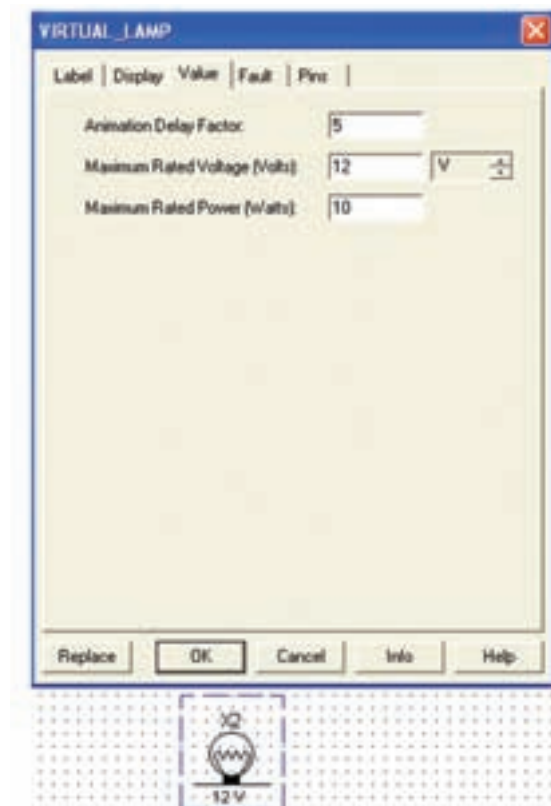 VIRTUAL_LAMP
Label Display Value Fault Pins
Animation Delay Factor: 5
Maximum Rated Voltage (Volts): 12 V
Maximum Rated Power (Watts): 10
Replace OK Cancel Info Help
X2
12 V